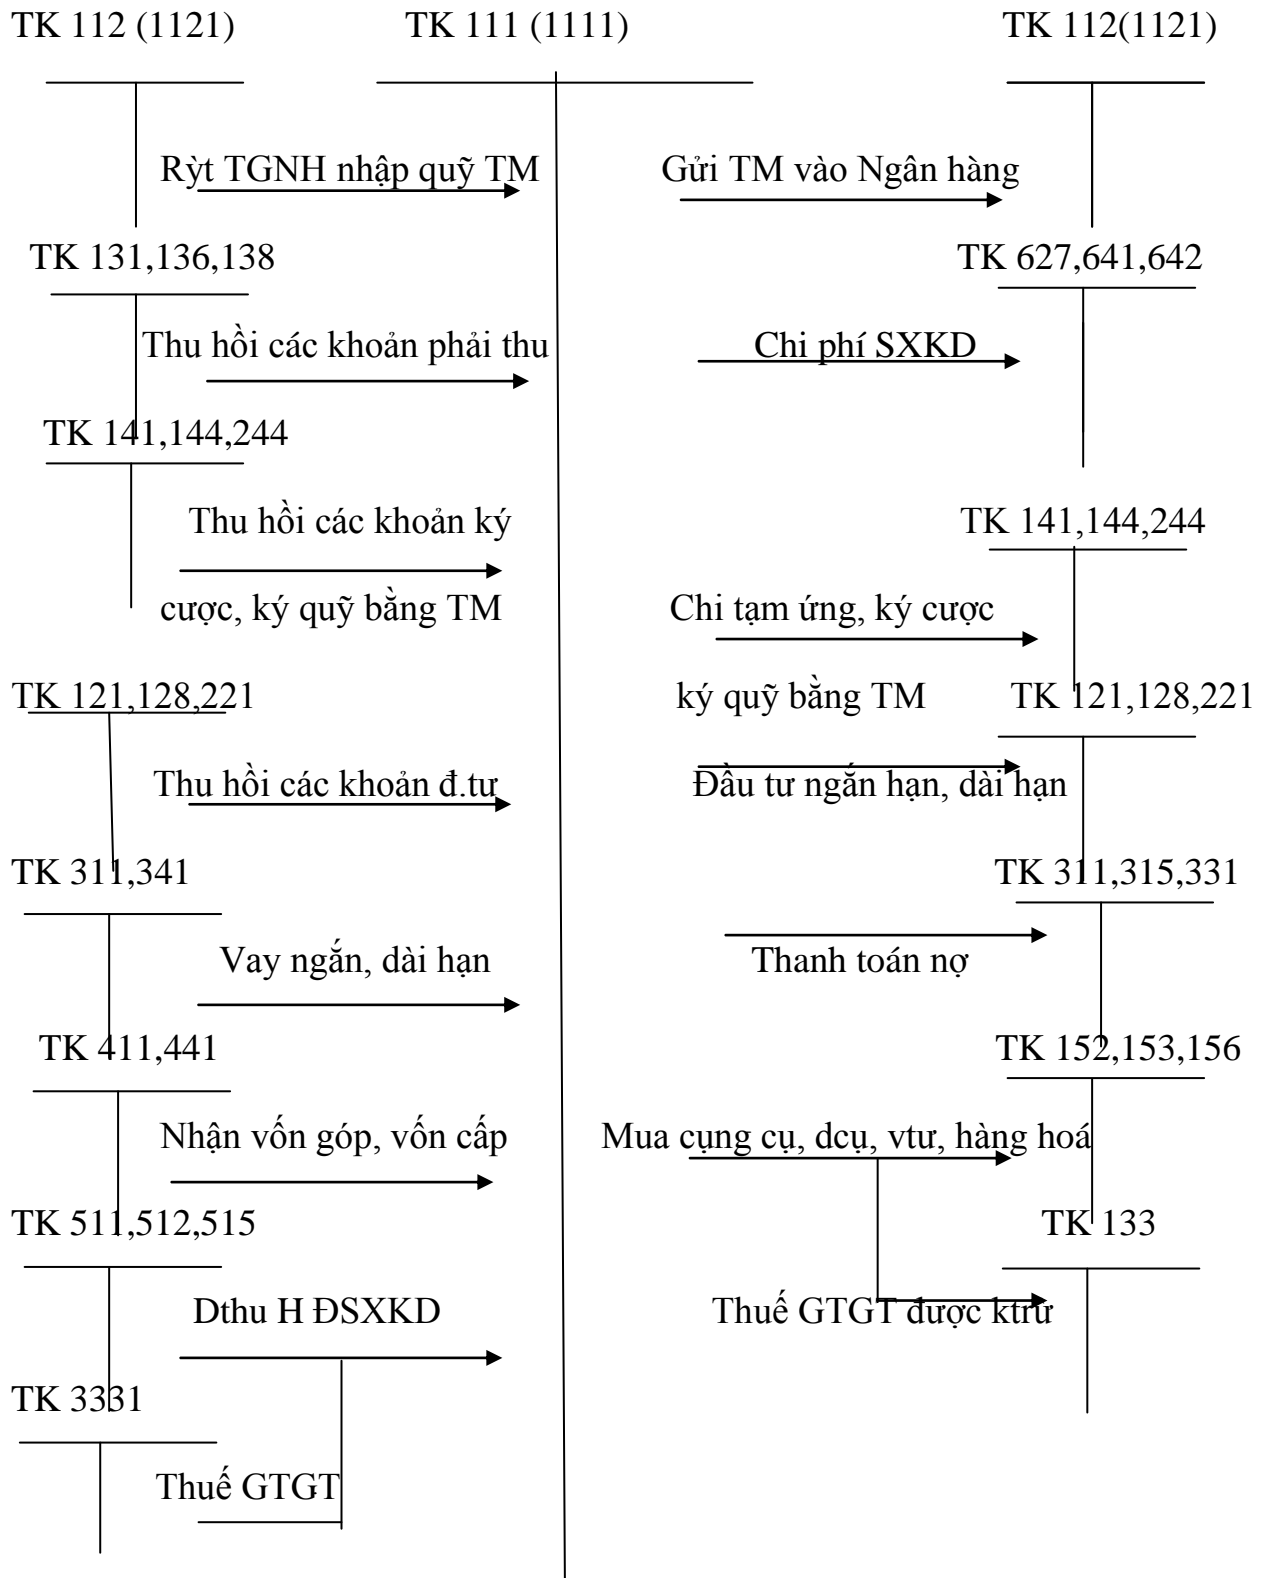 TK 112 (1121) TK 111 (1111) TK 112(1121)
Rỳt TGNH nhập quỹ TM Gửi TM vào Ngân hàng
TK 131,136,138 TK 627,641,642
Thu hồi các khoản phải thu Chi phí SXKD
TK 141,144,244
Thu hồi các khoản ký TK 141,144,244
cược, ký quỹ bằng TM Chi tạm ứng, ký cược
TK 121,128,221 ký quỹ bằng TM TK 121,128,221
Thu hồi các khoản đ.tư Đầu tư ngắn hạn, dài hạn
TK 311,341 TK 311,315,331
Vay ngắn, dài hạn Thanh toán nợ
TK 411,441 TK 152,153,156
Nhận vốn góp, vốn cấp Mua cụng cụ, dcụ, vtư, hàng hoá
TK 511,512,515 TK 133
Dthu H ĐSXKD Thuế GTGT được ktrừ
TK 3331
Thuế GTGT